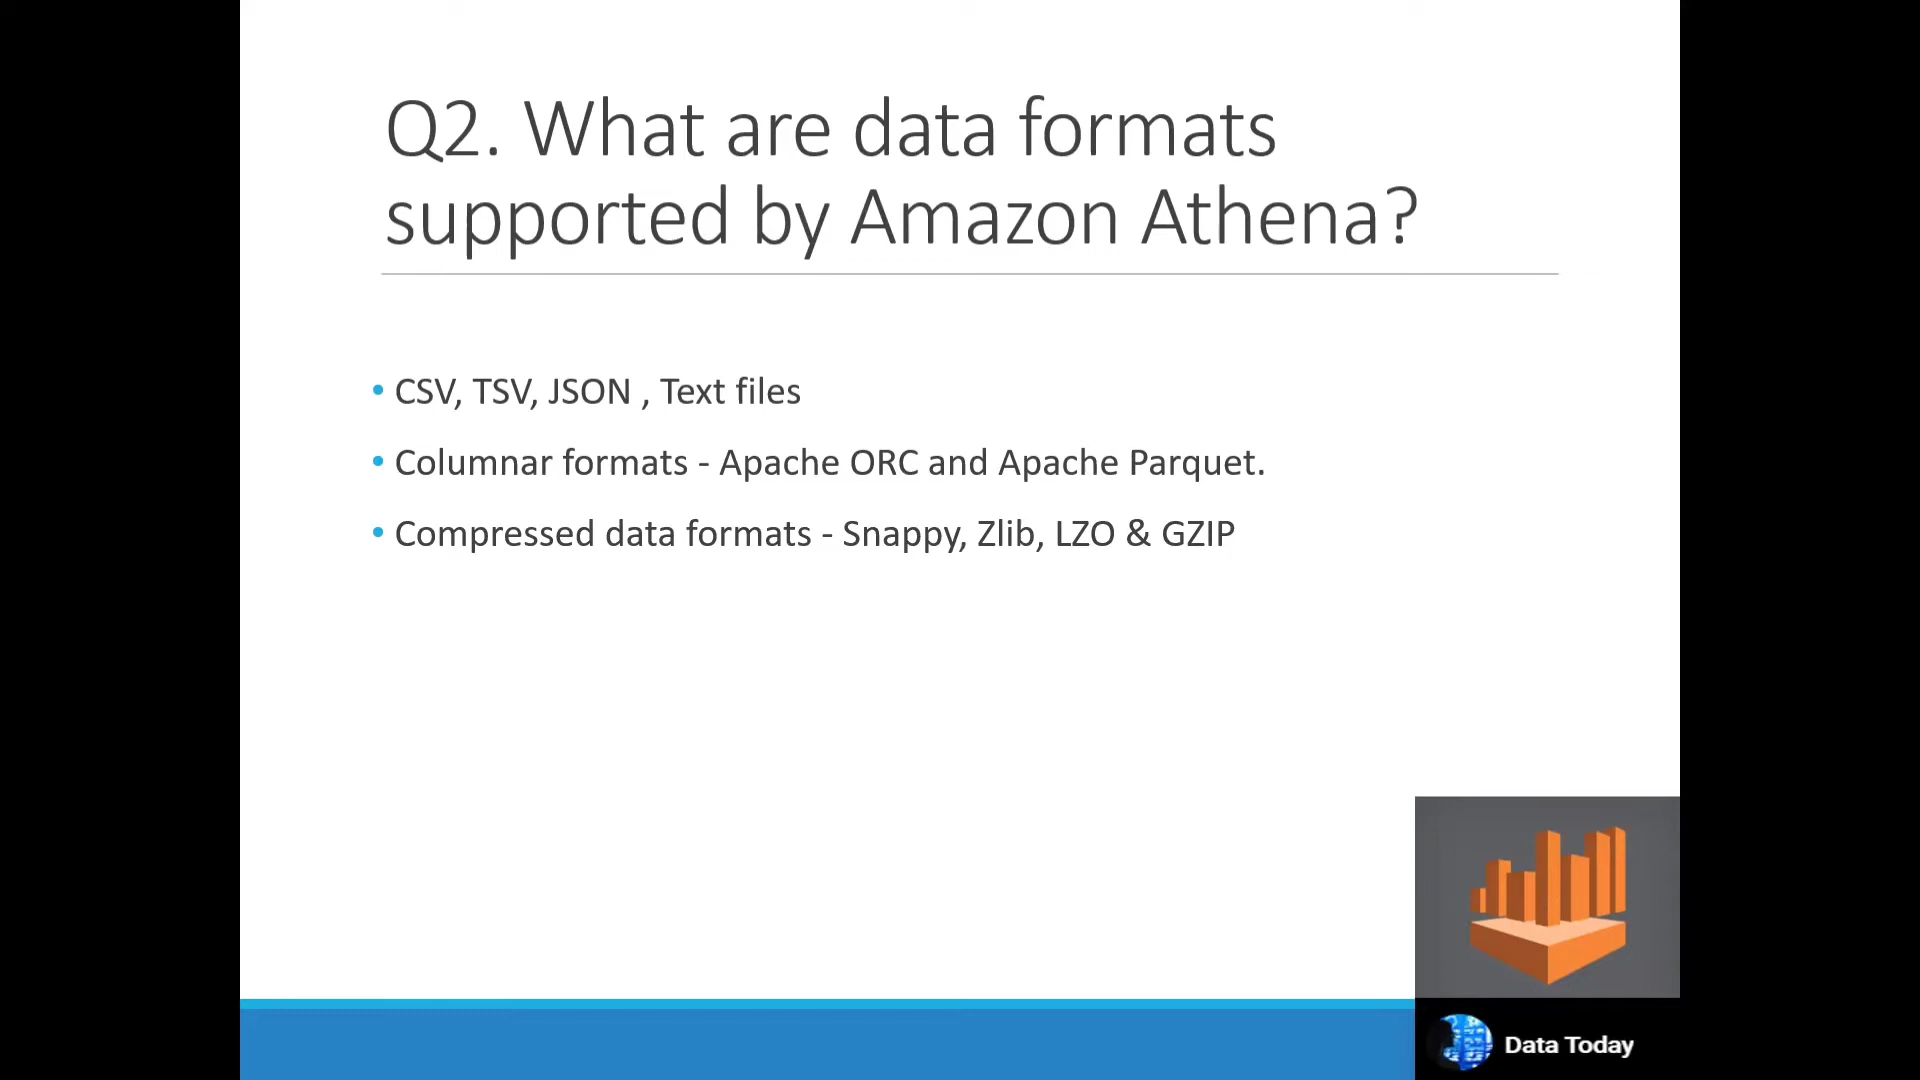 Q2. What are data formats
supported by Amazon Athena?
• CSV, TSV, JSON , Text files
• Columnar formats - Apache ORC and Apache Parquet.
• Compressed data formats - Snappy, Zlib, LZO & GZIP
Data Today